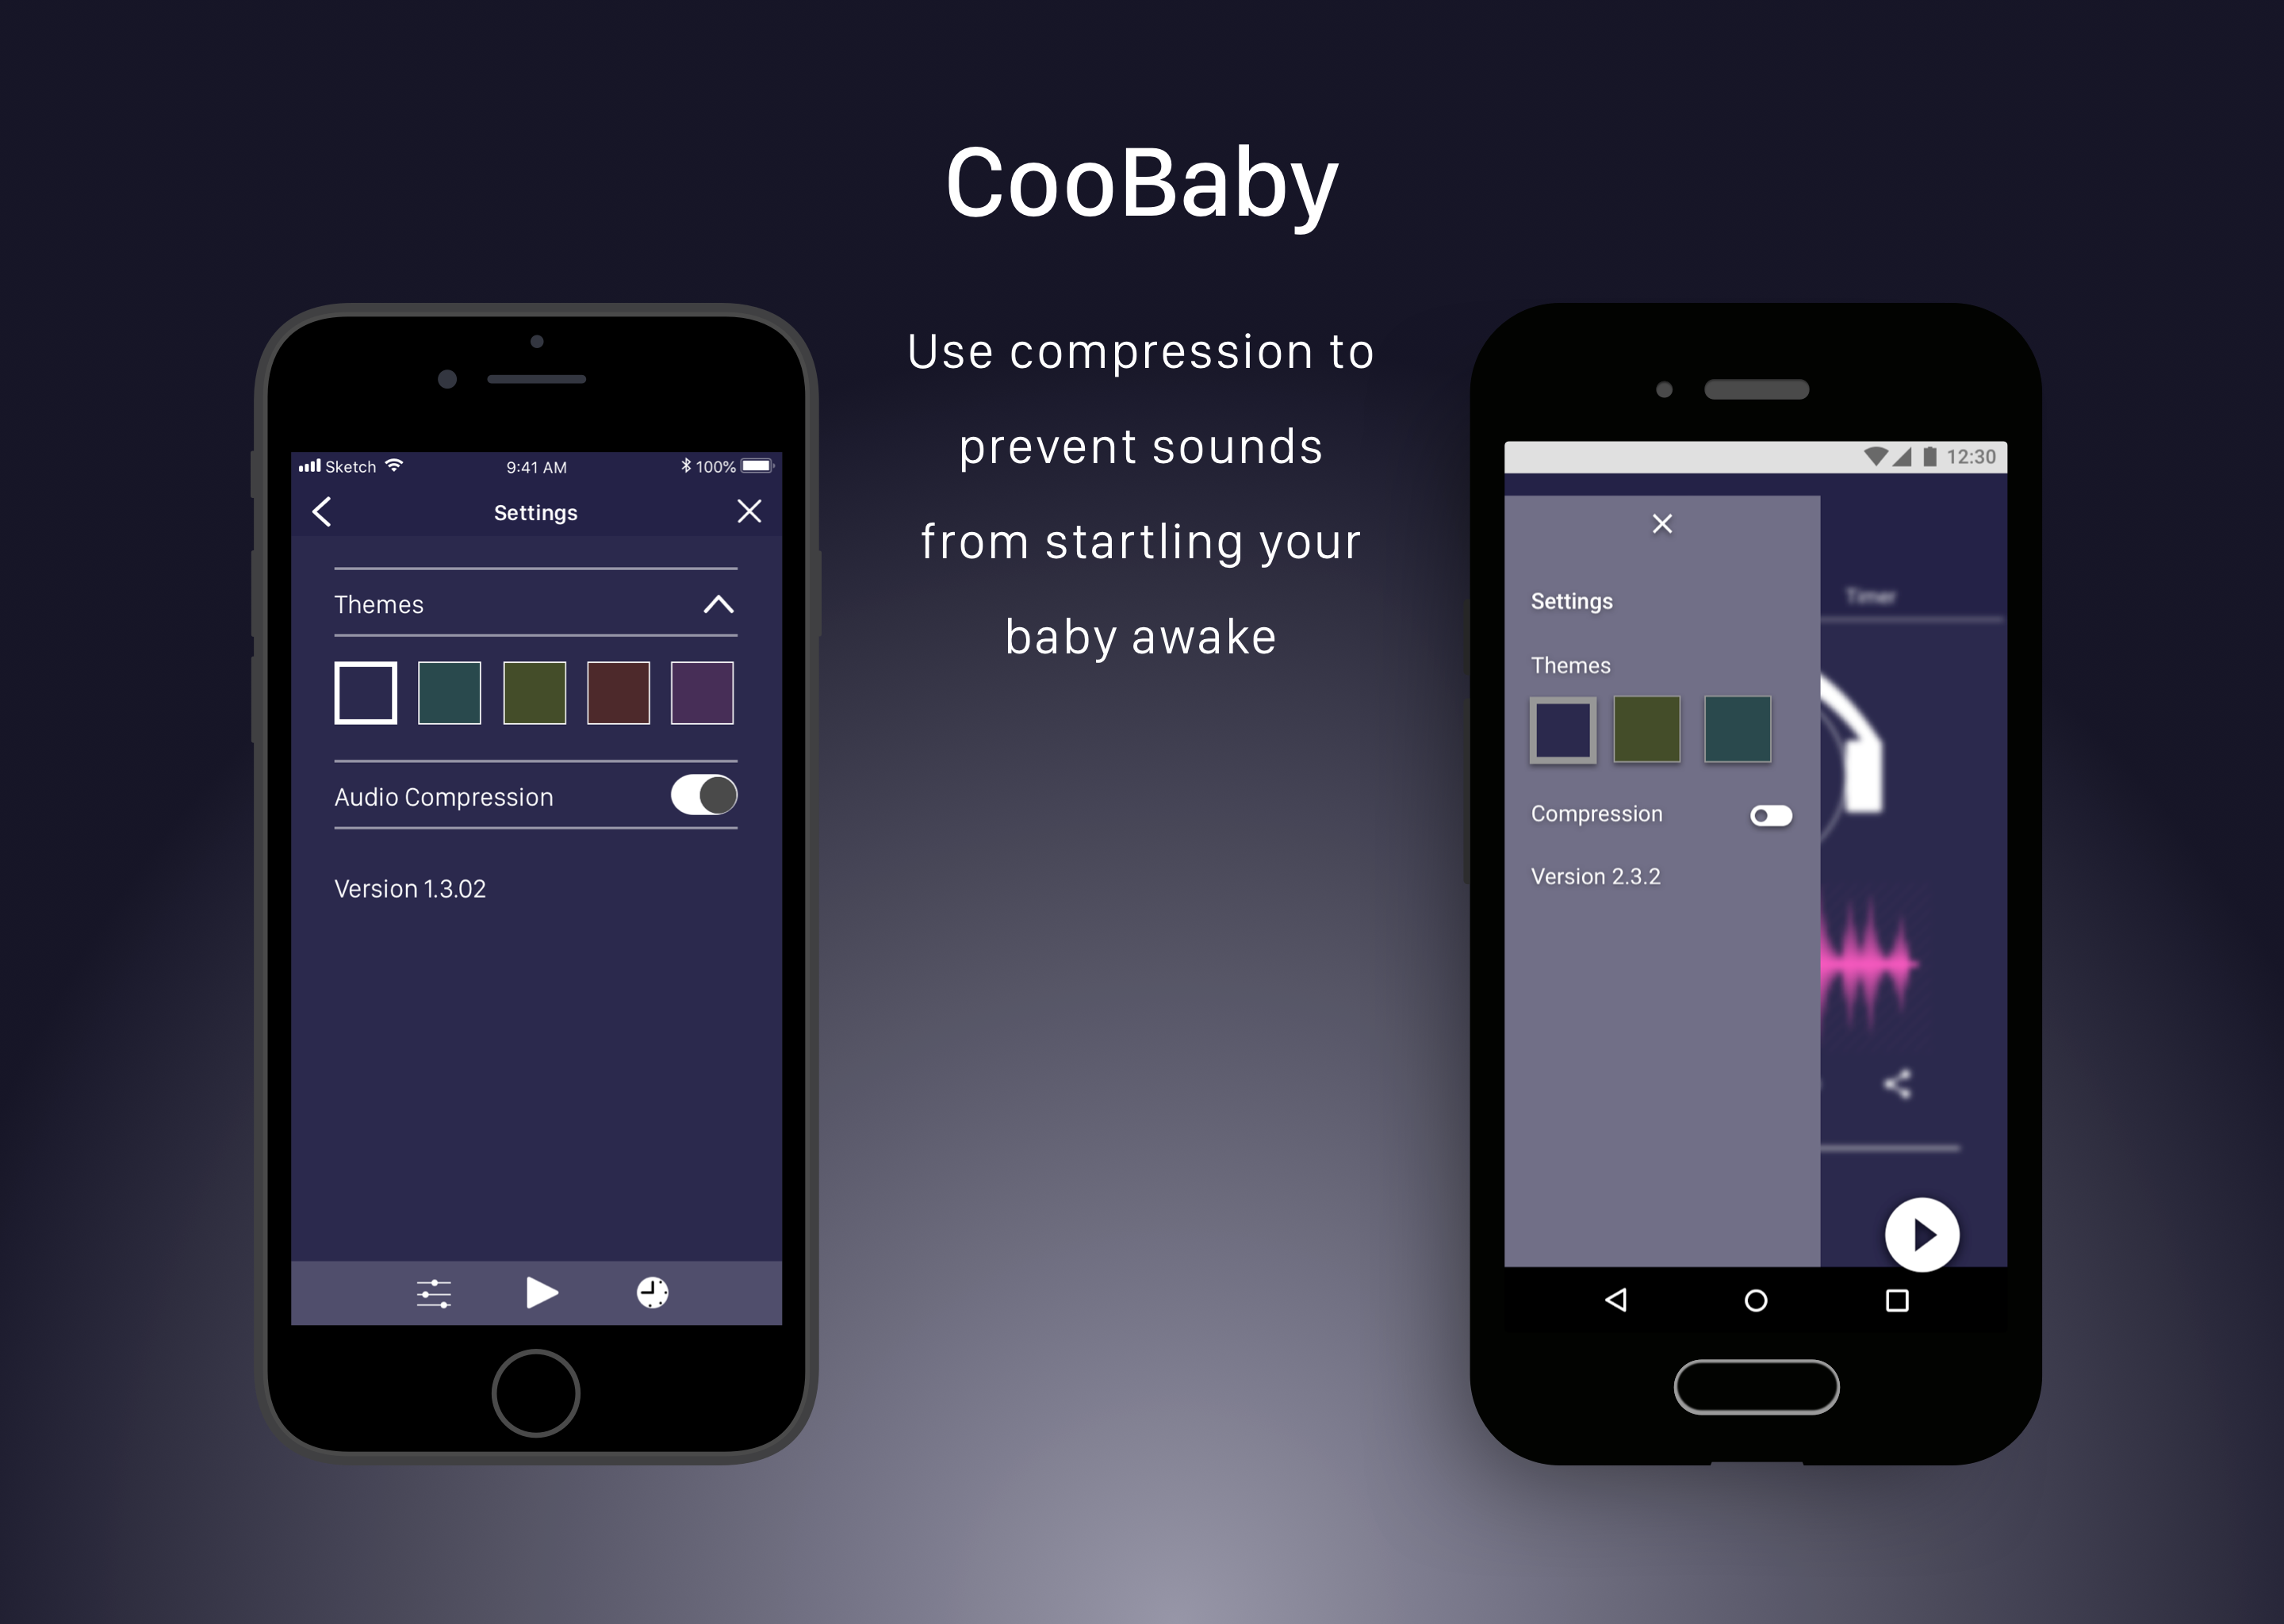 CooBaby
Use compression to
prevent sounds
from startling your
baby awake
Sketch 9:41 AM 100%
Settings
Themes
Audio Compression
Version 1.3.02
12:30
Timer
Settings
Themes
Compression
Version 2.3.2